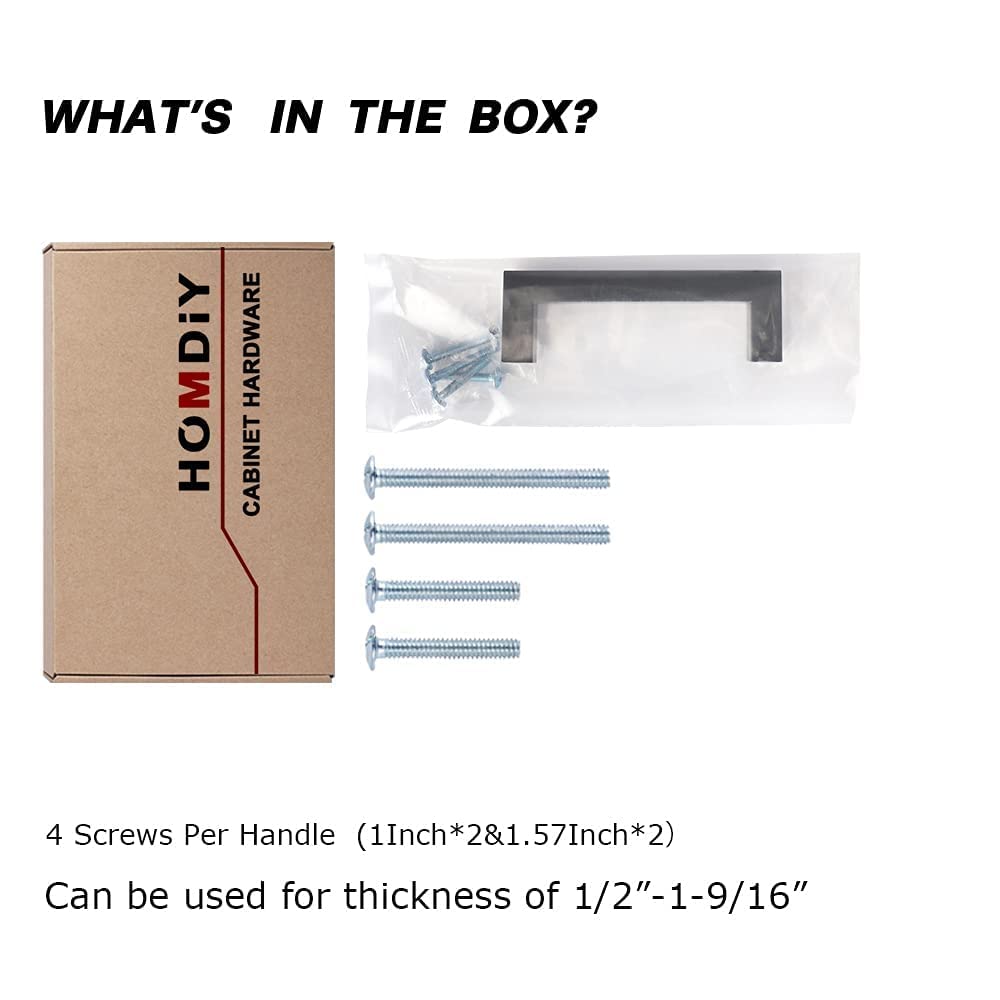 WHAT'S IN THE BOX?
HOMDiY
CABINET HARDWARE
4 Screws Per Handle (1Inch*2&1.57Inch*2）
Can be used for thickness of 1/2”-1-9/16”